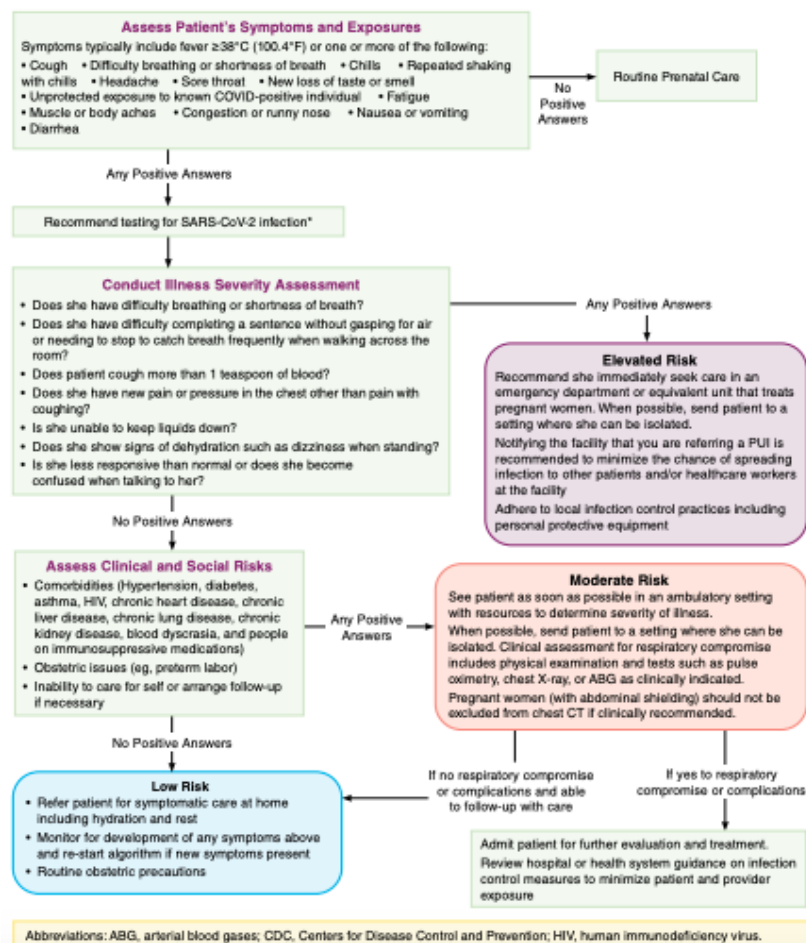 Assess Patient's Symptoms and Exposures
Symptoms typically include fever ≥38°C (100.4°F) or one or more of the following:
• Cough • Difficulty breathing or shortness of breath • Chills • Repeated shaking
with chills • Headache • Sore throat • New loss of taste or smell
• Unprotected exposure to known COVID-positive individual • Fatigue
• Muscle or body aches • Congestion or runny nose • Nausea or vomiting
• Diarrhea
No
Positive
Answers
Routine Prenatal Care
Any Positive Answers
Recommend testing for SARS-CoV-2 infection*
Conduct Illness Severity Assessment
• Does she have difficulty breathing or shortness of breath?
• Does she have difficulty completing a sentence without gasping for air
or needing to stop to catch breath frequently when walking across the
room?
• Does patient cough more than 1 teaspoon of blood?
• Does she have new pain or pressure in the chest other than pain with
coughing?
• Is she unable to keep liquids down?
• Does she show signs of dehydration such as dizziness when standing?
• Is she less responsive than normal or does she become
confused when talking to her?
Any Positive Answers
Elevated Risk
Recommend she immediately seek care in an
emergency department or equivalent unit that treats
pregnant women. When possible, send patient to a
setting where she can be isolated.
Notifying the facility that you are referring a PUI is
recommended to minimize the chance of spreading
infection to other patients and/or healthcare workers
at the facility
Adhere to local infection control practices including
personal protective equipment
No Positive Answers
Assess Clinical and Social Risks
• Comorbidities (Hypertension, diabetes,
asthma, HIV, chronic heart disease, chronic
liver disease, chronic lung disease, chronic
kidney disease, blood dyscrasia, and people
on immunosuppressive medications)
• Obstetric issues (eg, preterm labor)
• Inability to care for self or arrange follow-up
if necessary
Any Positive
Answers
Moderate Risk
See patient as soon as possible in an ambulatory setting
with resources to determine severity of illness.
When possible, send patient to a setting where she can be
isolated. Clinical assessment for respiratory compromise
includes physical examination and tests such as pulse
oximetry, chest X-ray, or ABG as clinically indicated.
Pregnant women (with abdominal shielding) should not be
excluded from chest CT if clinically recommended.
No Positive Answers
If no respiratory compromise
or complications and able
to follow-up with care
If yes to respiratory
compromise or complications
Low Risk
• Refer patient for symptomatic care at home
including hydration and rest
• Monitor for development of any symptoms above
and re-start algorithm if new symptoms present
• Routine obstetric precautions
Admit patient for further evaluation and treatment.
Review hospital or health system guidance on infection
control measures to minimize patient and provider
exposure
Abbreviations: ABG, arterial blood gases; CDC, Centers for Disease Control and Prevention; HIV, human immunodeficiency virus.